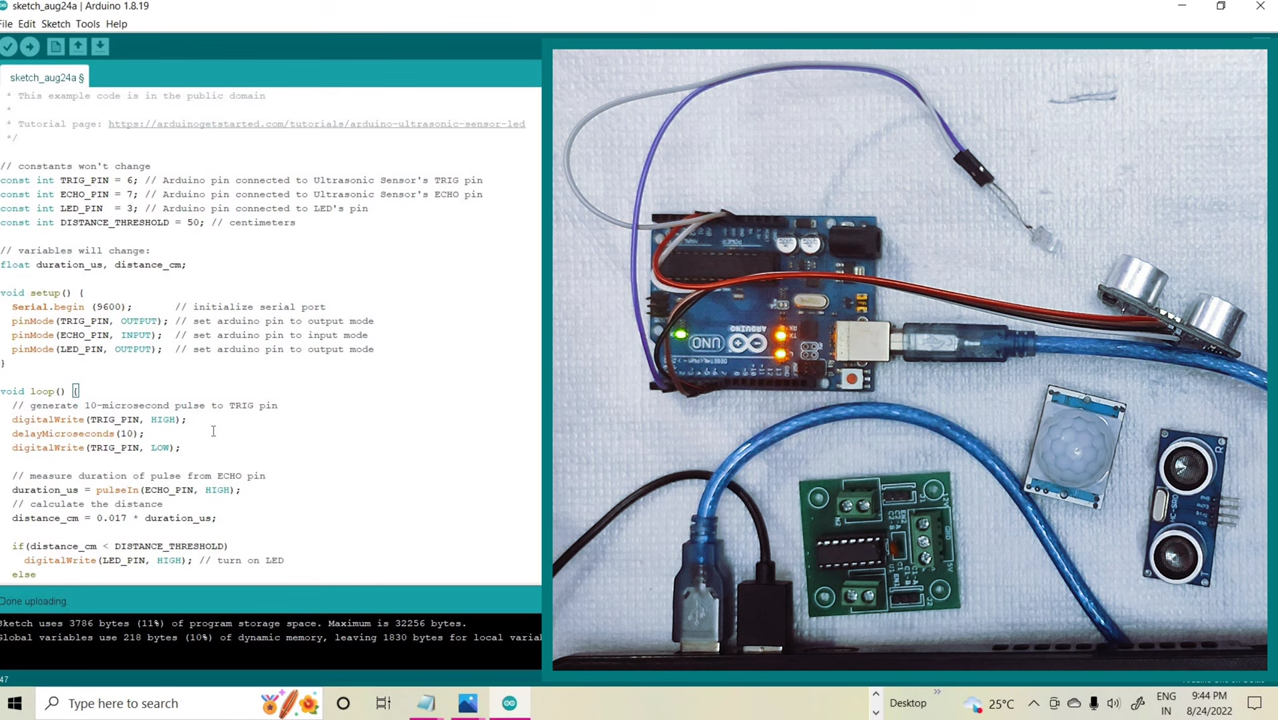 sketch_aug24a | Arduino 1.8.19
File Edit Sketch Tools Help
sketch_aug24a §
* This example code is in the public domain
*
* Tutorial page: https://arduinogetstarted.com/tutorials/arduino-ultrasonic-sensor-led
*/
// constants won't change
const int TRIG_PIN = 6; // Arduino pin connected to Ultrasonic Sensor's TRIG pin
const int ECHO_PIN = 7; // Arduino pin connected to Ultrasonic Sensor's ECHO pin
const int LED_PIN = 3; // Arduino pin connected to LED's pin
const int DISTANCE_THRESHOLD = 50; // centimeters
// variables will change:
float duration_us, distance_cm;
void setup() {
Serial.begin (9600); // initialize serial port
pinMode(TRIG_PIN, OUTPUT); // set arduino pin to output mode
pinMode(ECHO_PIN, INPUT); // set arduino pin to input mode
pinMode(LED_PIN, OUTPUT); // set arduino pin to output mode
}
void loop() {
// generate 10-microsecond pulse to TRIG pin
digitalWrite(TRIG_PIN, HIGH);
delayMicroseconds(10);
digitalWrite(TRIG_PIN, LOW);
// measure duration of pulse from ECHO pin
duration_us = pulseIn(ECHO_PIN, HIGH);
// calculate the distance
distance_cm = 0.017 * duration_us;
if(distance_cm < DISTANCE_THRESHOLD)
digitalWrite(LED_PIN, HIGH); // turn on LED
else
Done uploading.
Sketch uses 3786 bytes (11%) of program storage space. Maximum is 32256 bytes.
Global variables use 218 bytes (10%) of dynamic memory, leaving 1830 bytes for local variab
47
UNO
Type here to search
Desktop
25°C
ENG
IN
9:44 PM
8/24/2022